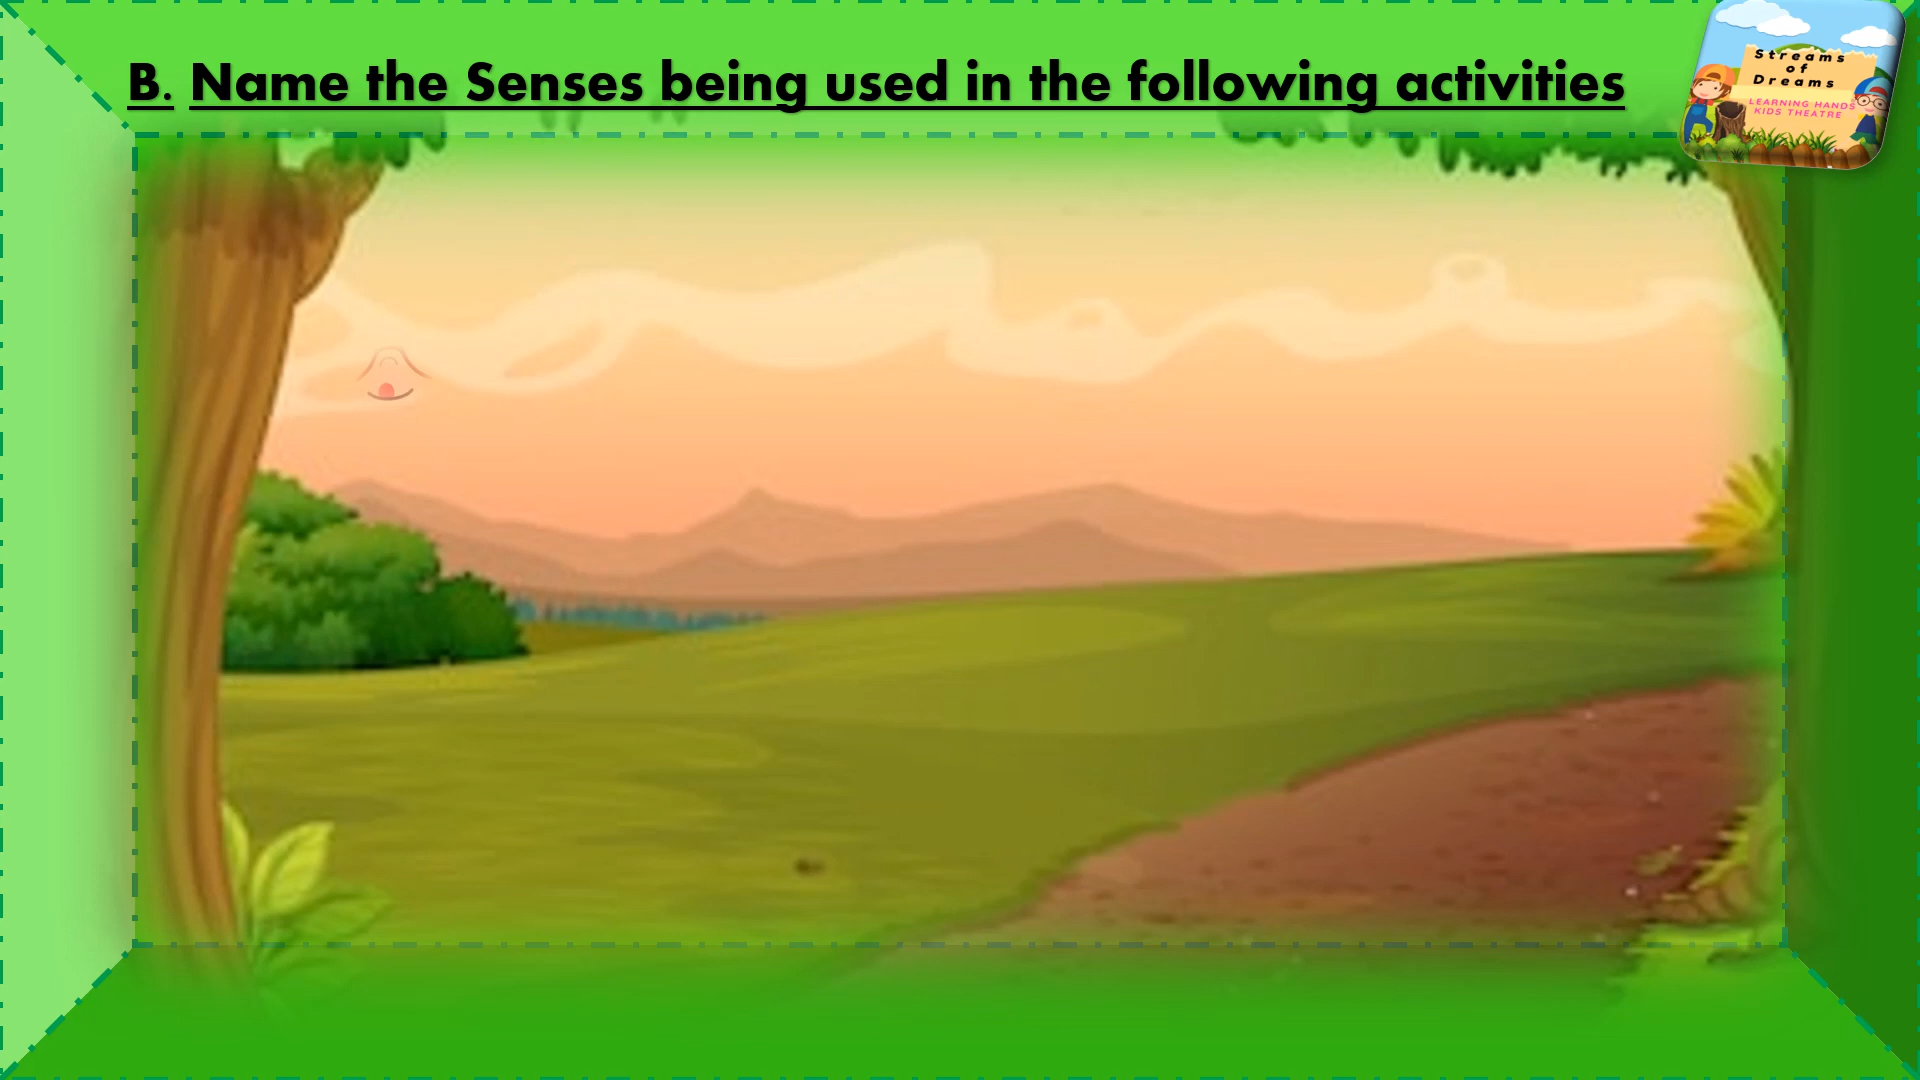 B. Name the Senses being used in the following activities
Streams
of
Dreams
LEARNING HANDS
KIDS THEATRE